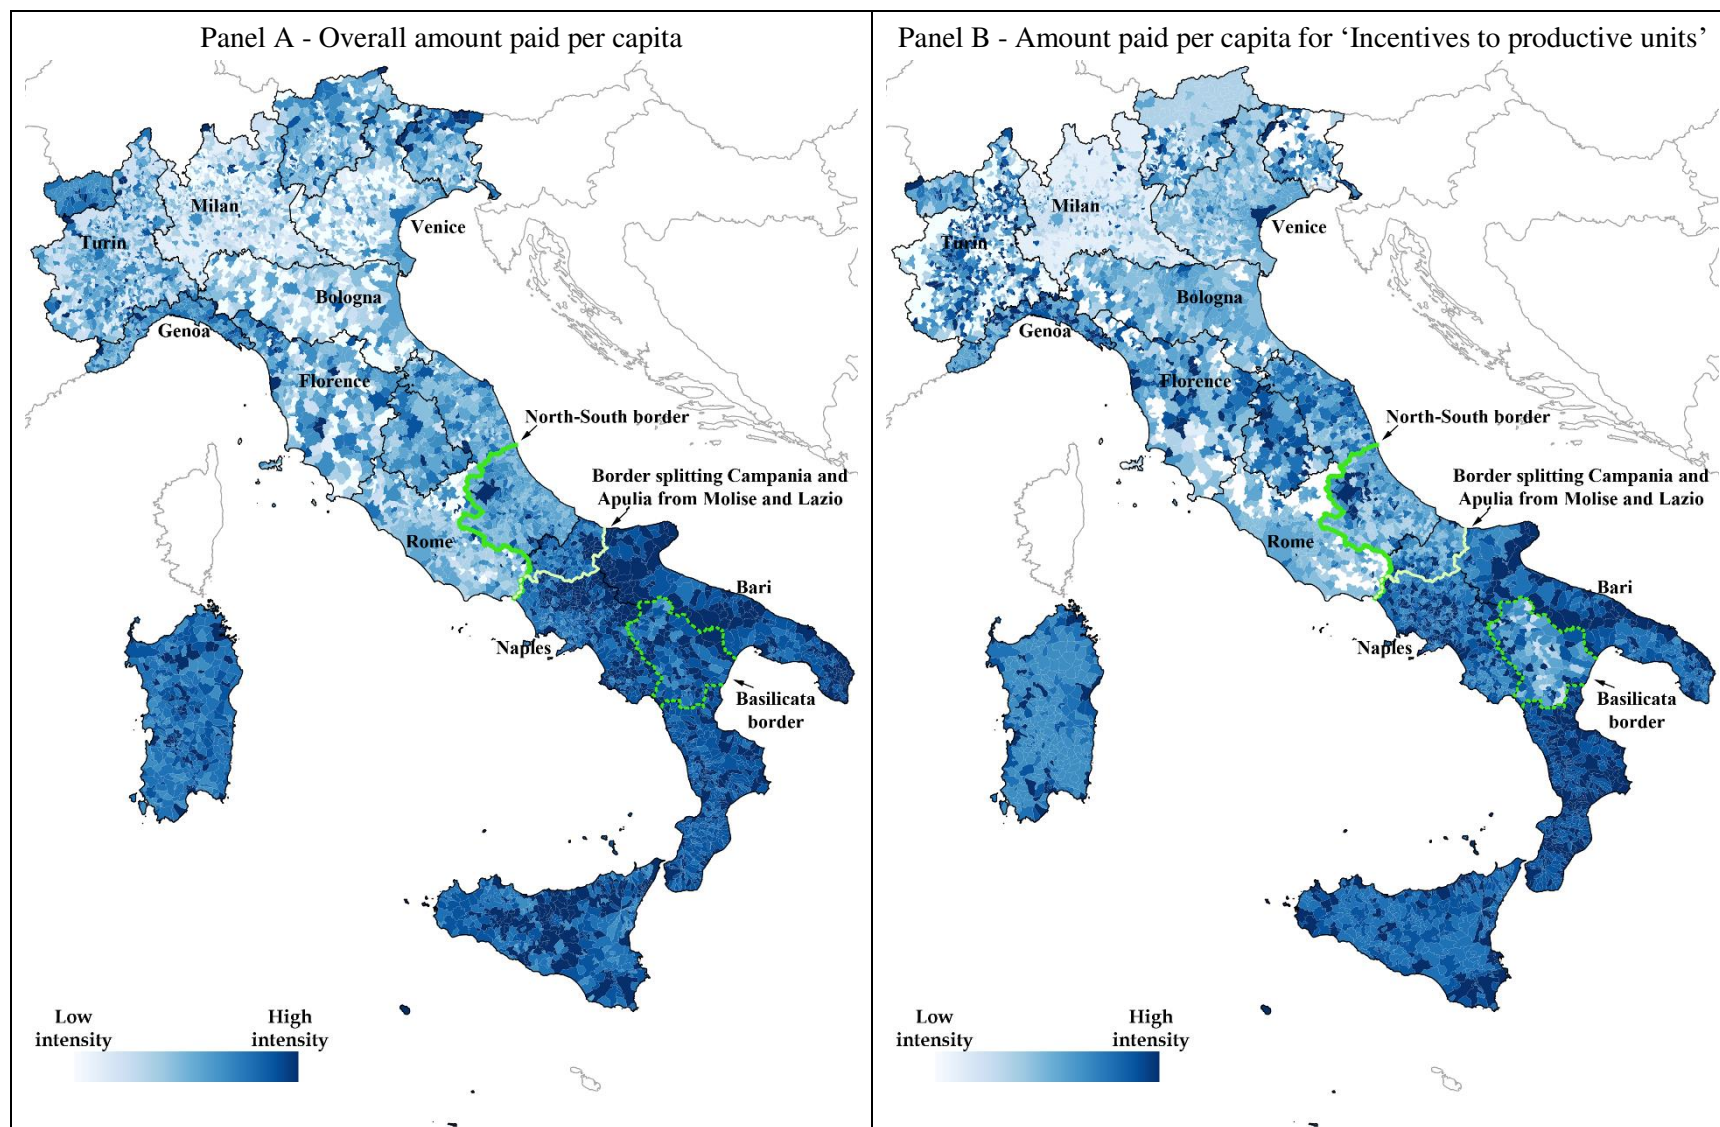 Panel A - Overall amount paid per capita
Milan
Turin
Venice
Bologna
Genoa
Florence
North-South border
Border splitting Campania and
Apulia from Molise and Lazio
Rome
Bari
Naples
Basilicata
border
Low
intensity
High
intensity
Panel B - Amount paid per capita for ‘Incentives to productive units’
Milan
Turin
Venice
Bologna
Genoa
Florence
North-South border
Border splitting Campania and
Apulia from Molise and Lazio
Rome
Bari
Naples
Basilicata
border
Low
intensity
High
intensity